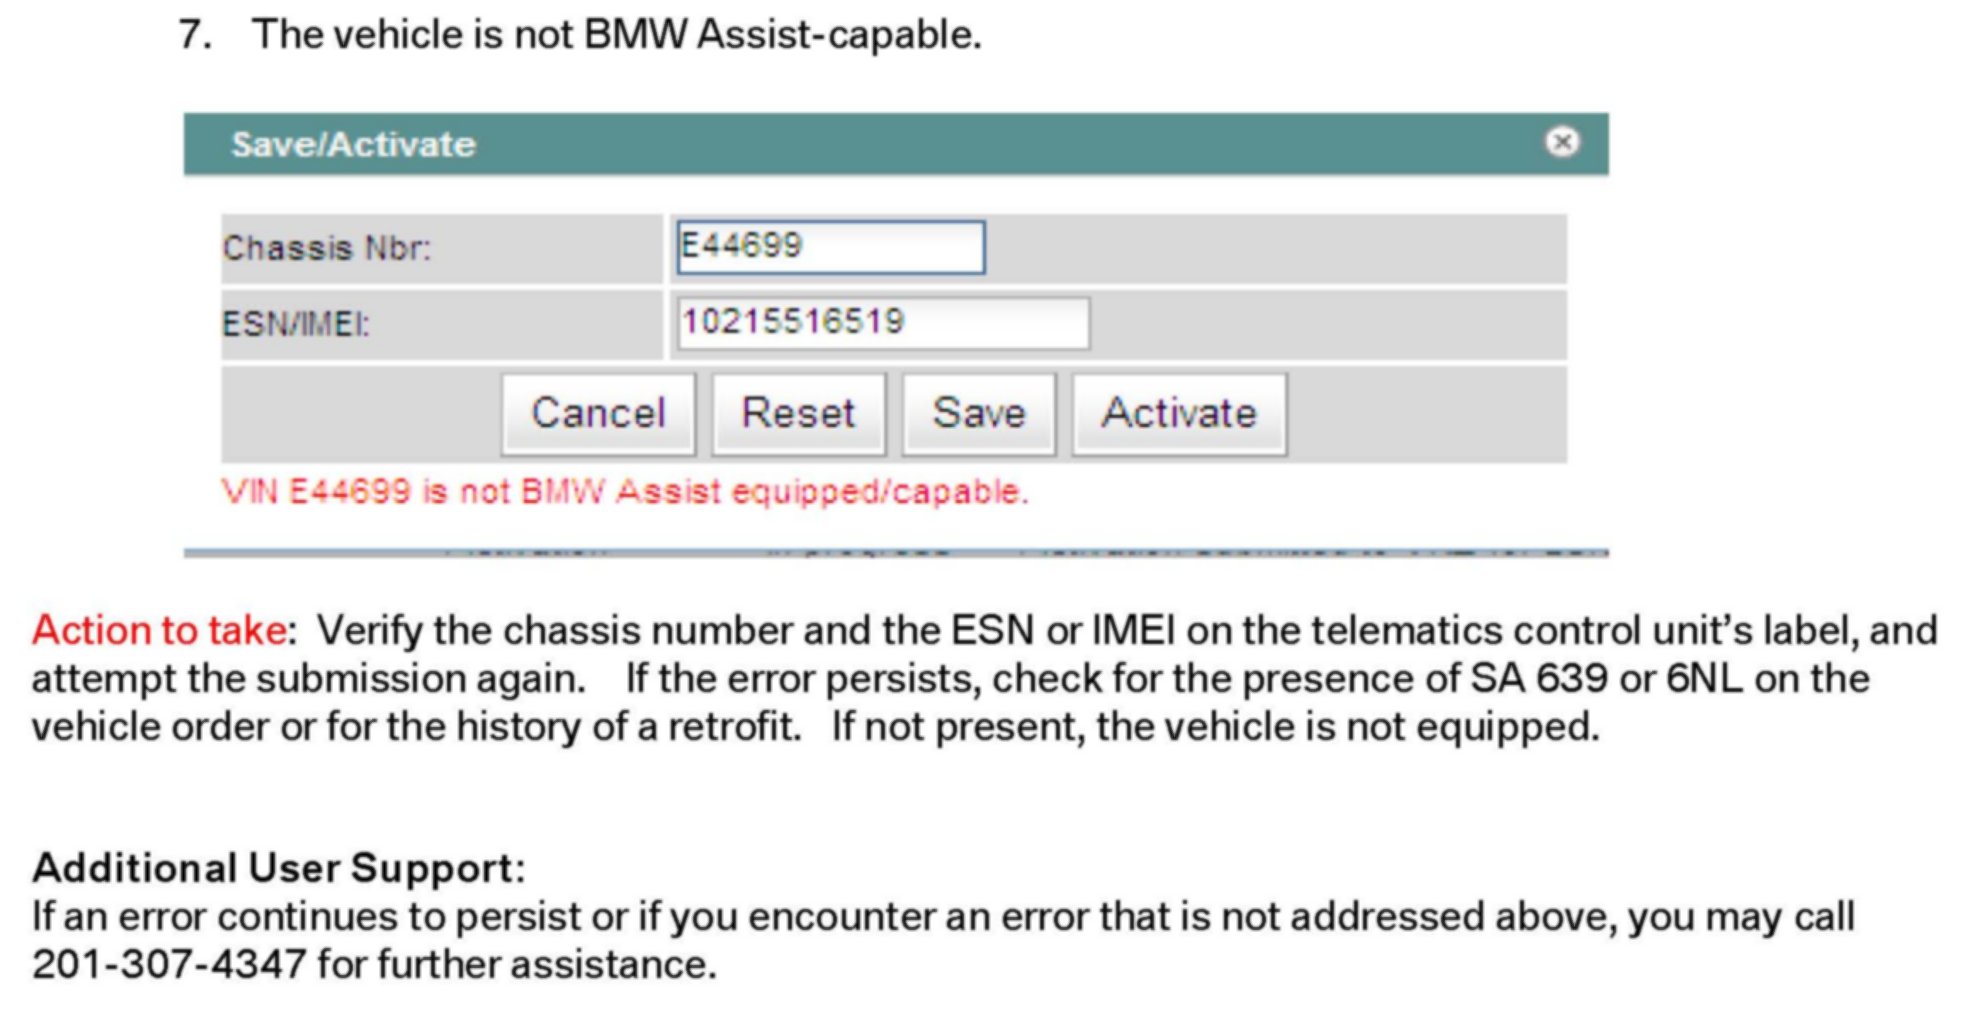 7. The vehicle is not BMW Assist-capable.
Save/Activate
Chassis Nbr: E44699
ESN/IMEI: 10215516519
Cancel Reset Save Activate
VIN E44699 is not BMW Assist equipped/capable.
Action to take: Verify the chassis number and the ESN or IMEI on the telematics control unit's label, and
attempt the submission again. If the error persists, check for the presence of SA 639 or 6NL on the
vehicle order or for the history of a retrofit. If not present, the vehicle is not equipped.
Additional User Support:
If an error continues to persist or if you encounter an error that is not addressed above, you may call
201-307-4347 for further assistance.